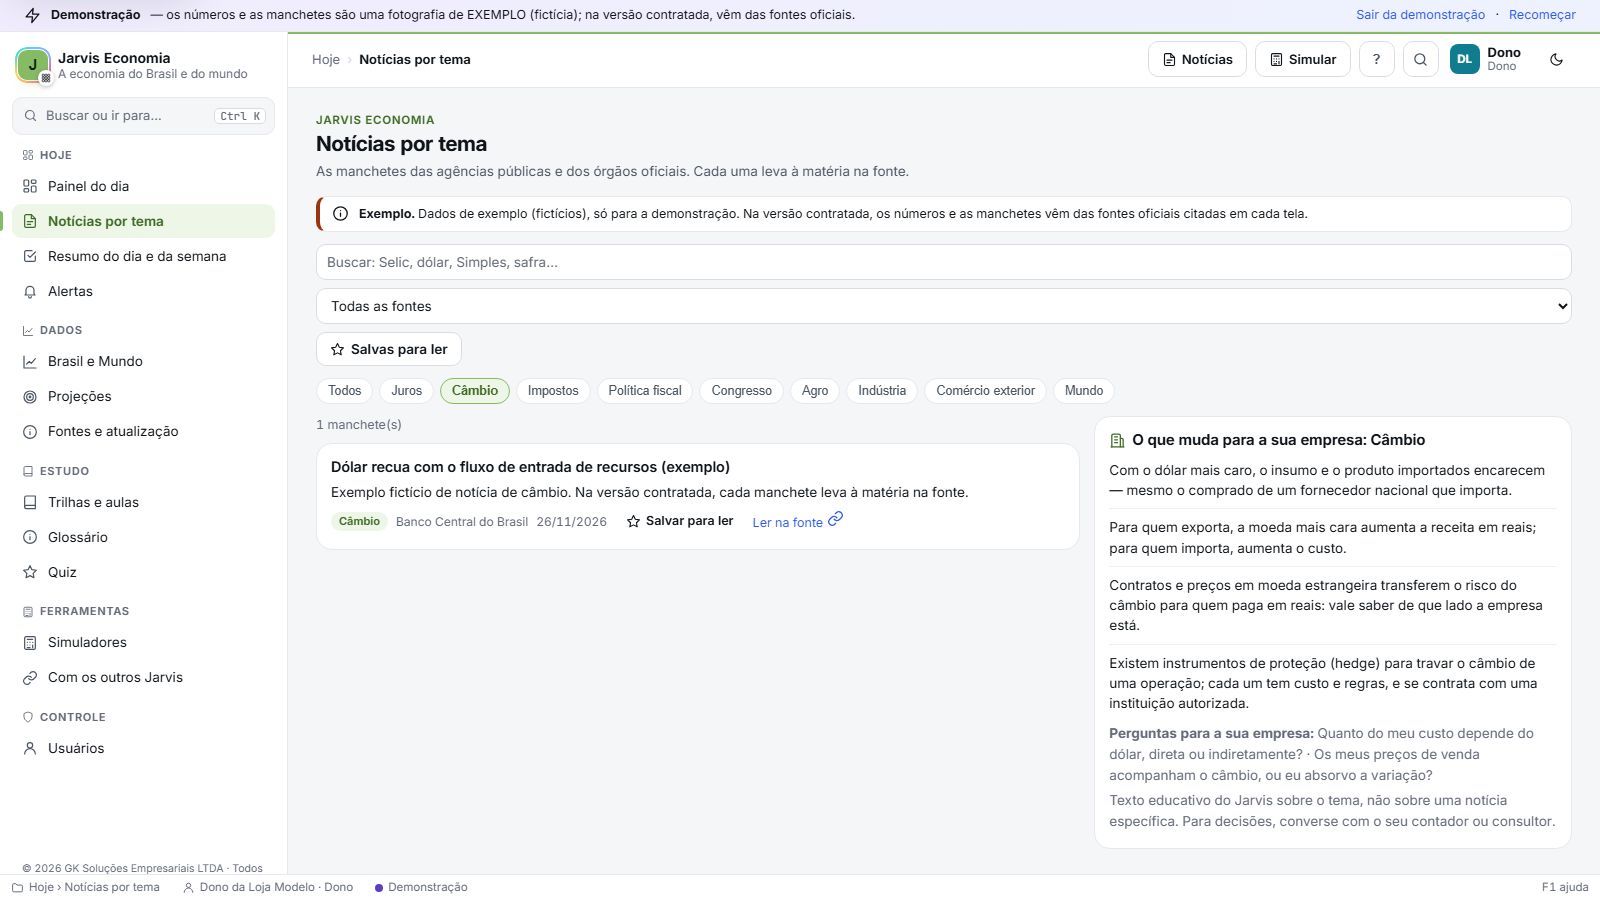 Demonstração — os números e as manchetes são uma fotografia de EXEMPLO (fictícia); na versão contratada, vêm das fontes oficiais.
Sair da demonstração · Recomeçar
J
Jarvis Economia
A economia do Brasil e do mundo
Buscar ou ir para... Ctrl K
HOJE
Painel do dia
Notícias por tema
Resumo do dia e da semana
Alertas
DADOS
Brasil e Mundo
Projeções
Fontes e atualização
ESTUDO
Trilhas e aulas
Glossário
Quiz
FERRAMENTAS
Simuladores
Com os outros Jarvis
CONTROLE
Usuários
© 2026 GK Soluções Empresariais LTDA · Todos
Hoje › Notícias por tema
Notícias
Simular
?
DL
Dono
Dono
JARVIS ECONOMIA
Notícias por tema
As manchetes das agências públicas e dos órgãos oficiais. Cada uma leva à matéria na fonte.
Exemplo. Dados de exemplo (fictícios), só para a demonstração. Na versão contratada, os números e as manchetes vêm das fontes oficiais citadas em cada tela.
Buscar: Selic, dólar, Simples, safra...
Todas as fontes
Salvas para ler
Todos Juros Câmbio Impostos Política fiscal Congresso Agro Indústria Comércio exterior Mundo
1 manchete(s)
Dólar recua com o fluxo de entrada de recursos (exemplo)
Exemplo fictício de notícia de câmbio. Na versão contratada, cada manchete leva à matéria na fonte.
Câmbio Banco Central do Brasil 26/11/2026 Salvar para ler Ler na fonte
O que muda para a sua empresa: Câmbio
Com o dólar mais caro, o insumo e o produto importados encarecem
— mesmo o comprado de um fornecedor nacional que importa.
Para quem exporta, a moeda mais cara aumenta a receita em reais;
para quem importa, aumenta o custo.
Contratos e preços em moeda estrangeira transferem o risco do
câmbio para quem paga em reais: vale saber de que lado a empresa
está.
Existem instrumentos de proteção (hedge) para travar o câmbio de
uma operação; cada um tem custo e regras, e se contrata com uma
instituição autorizada.
Perguntas para a sua empresa: Quanto do meu custo depende do
dólar, direta ou indiretamente? · Os meus preços de venda
acompanham o câmbio, ou eu absorvo a variação?
Texto educativo do Jarvis sobre o tema, não sobre uma notícia
específica. Para decisões, converse com o seu contador ou consultor.
Hoje › Notícias por tema
Dono da Loja Modelo · Dono
Demonstração
F1 ajuda